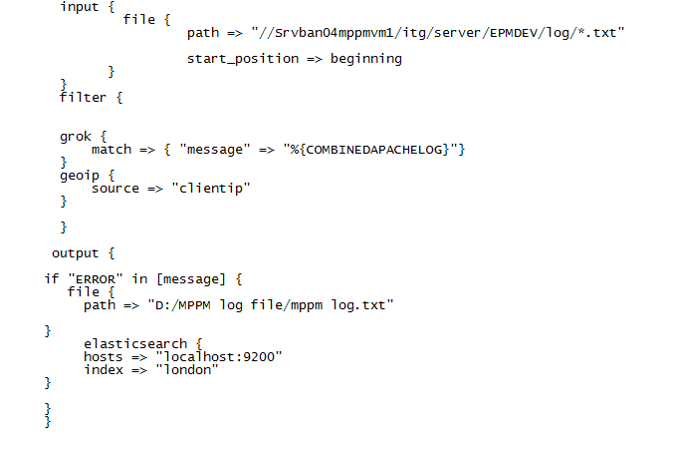 input {
file {
path => "//Srvban04mppmvm1/itg/server/EPMDEV/log/*.txt"
start_position => beginning
}
}
filter {
grok {
match => { "message" => "%{COMBINEDAPACHELOG}"}
}
geoip {
source => "clientip"
}
}
output {
if "ERROR" in [message] {
file {
path => "D:/MPPM log file/mppm log.txt"
}
elasticsearch {
hosts => "localhost:9200"
index => "london"
}
}
}